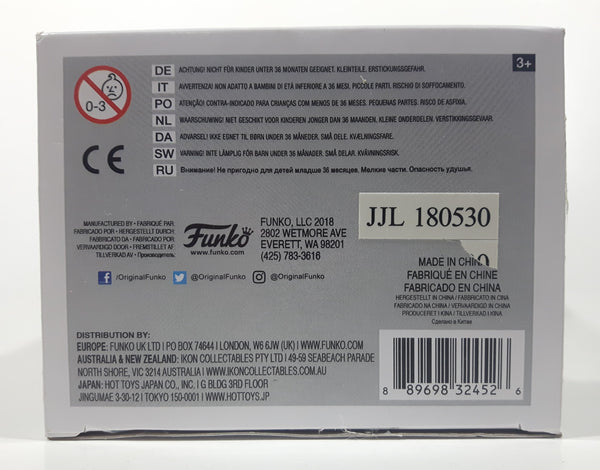 3+
0-3
DE ACHTUNG! NICHT FÜR KINDER UNTER 36 MONATEN GEEIGNET. KLEINTEILE. ERSTICKUNGSGEFAHR.
IT AVVERTENZA! NON ADATTO A BAMBINI DI ETÀ INFERIORE A 36 MESI. PICCOLE PARTI. RISCHIO DI SOFFOCAMENTO.
PO ATENÇÃO! CONTRA-INDICADO PARA CRIANÇAS COM MENOS DE 36 MESES. PEQUENAS PARTES. RISCO DE ASFIXIA.
NL WAARSCHUWING! NIET GESCHIKT VOOR KINDEREN JONGER DAN 36 MAANDEN. KLEINE ONDERDELEN. VERSTIKKINGSGEVAAR.
DA ADVARSEL! IKKE EGNET TIL BØRN UNDER 36 MÅNEDER. SMÅ DELE. KVÆLNINGSFARE.
SW VARNING! INTE LÄMPLIG FÖR BARN UNDER 36 MÅNADER. SMÅ DELAR. KVÄVNINGSRISK.
RU Внимание! Не пригодно для детей младше 36 месяцев. Мелкие части. Опасность удушья.
CE
MANUFACTURED BY • FABRIQUÉ PAR:
FABRICADO POR • HERGESTELLT DURCH:
FABBRICATO DA • FABRICADO POR:
VERVAARDIGD DOOR • FREMSTILLET AF
TILLVERKAD AV •
Funko
www.funko.com
FUNKO, LLC 2018
2802 WETMORE AVE
EVERETT, WA 98201
(425) 783-3616
JJL 180530
/OriginalFunko @OriginalFunko @OriginalFunko
MADE IN CHINA
FABRIQUÉ EN CHINE
FABRICADO EN CHINA
HERGESTELLT IN CHINA / FABBRICATO IN CINA
FABRICADO NA CHINA / VERVAARDIGD IN CHINA
PRODUCERET I KINA / TILLVERKAD I KINA
Сделано в Китае
DISTRIBUTION BY:
EUROPE: FUNKO UK LTD | PO BOX 74644 | LONDON, W6 6JW (UK) | WWW.FUNKO.COM
AUSTRALIA & NEW ZEALAND: IKON COLLECTABLES PTY LTD | 49-59 SEABEACH PARADE
NORTH SHORE, VIC 3214 AUSTRALIA | WWW.IKONCOLLECTABLES.COM.AU
JAPAN: HOT TOYS JAPAN CO., INC. | G BLDG 3RD FLOOR
JINGUMAE 3-30-12 | TOKYO 150-0001 | WWW.HOTTOYS.JP
8 89698 32452 6